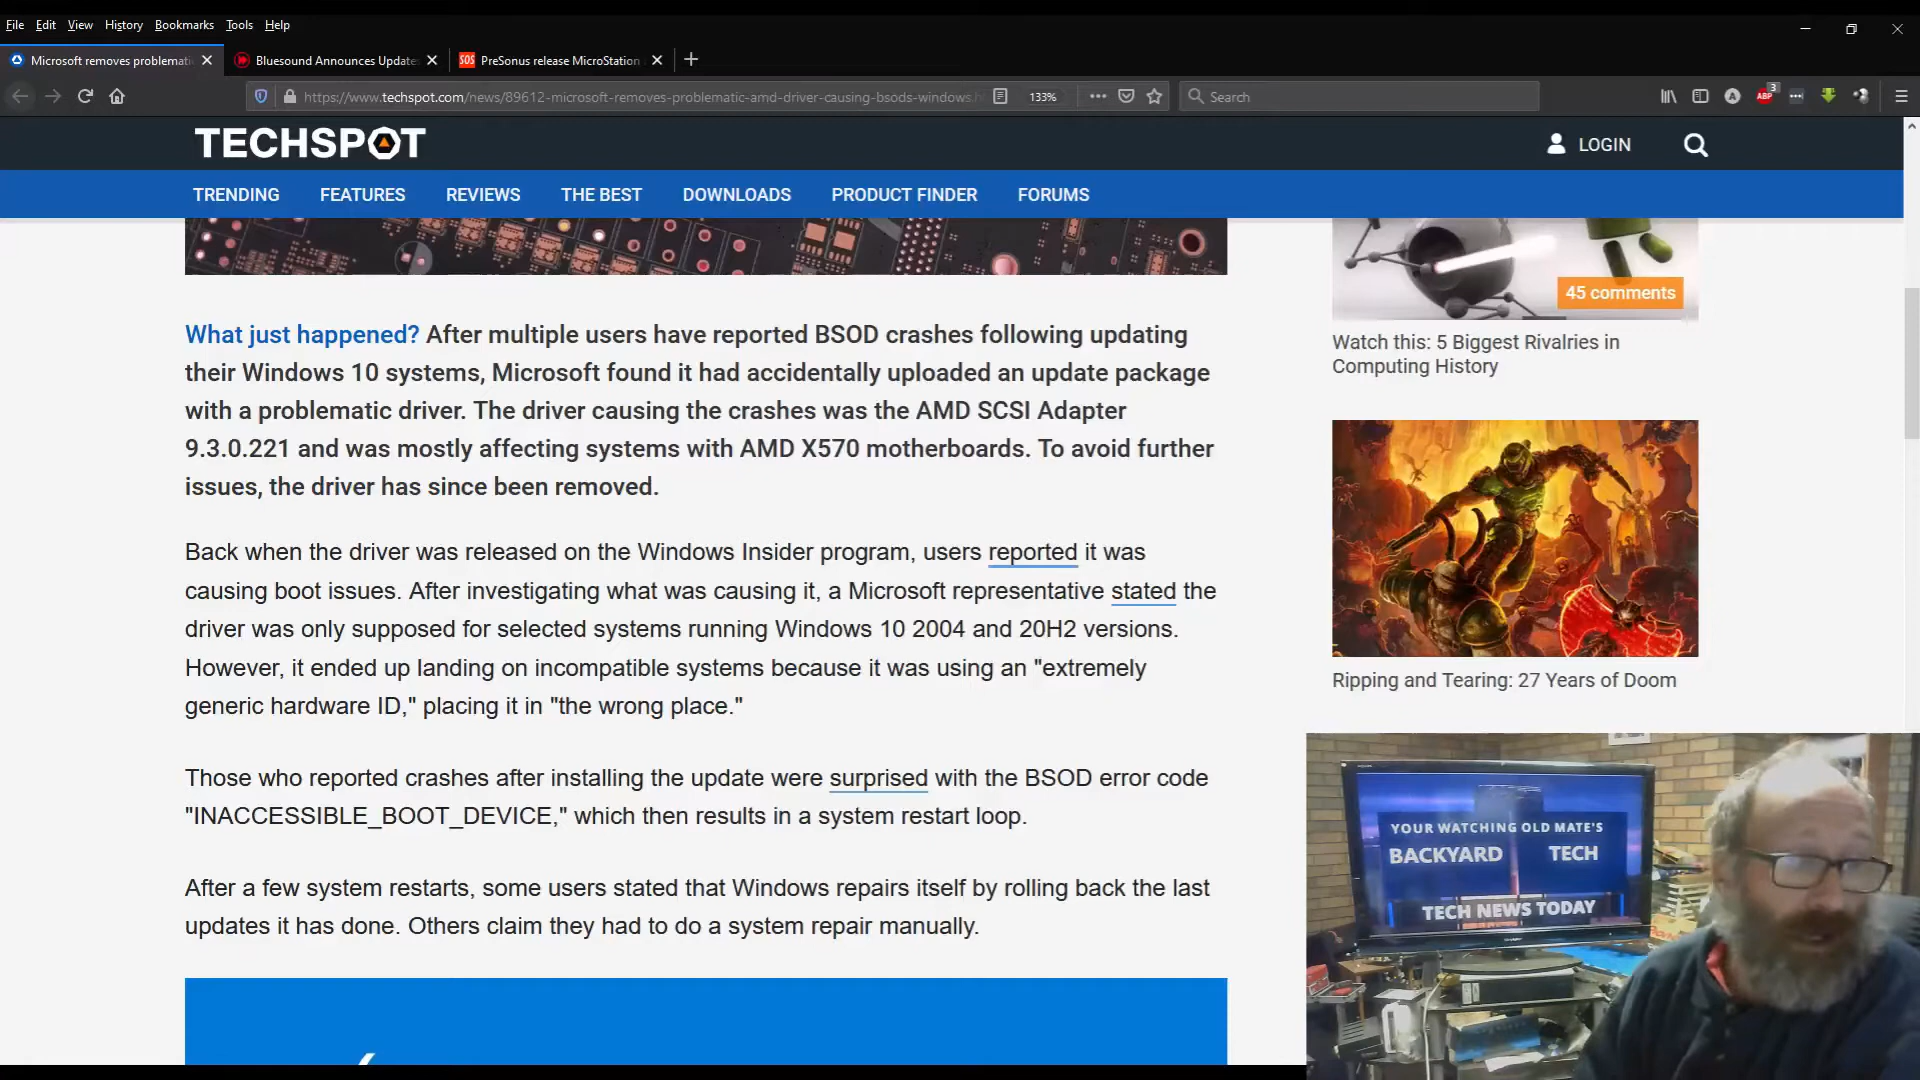 File Edit View History Bookmarks Tools Help
Microsoft removes problemati
Bluesound Announces Update
SOS PreSonus release MicroStation
https://www.techspot.com/news/89612-microsoft-removes-problematic-amd-driver-causing-bsods-windows.h
133%
Search
ABP 3
TECHSPOT
LOGIN
TRENDING FEATURES REVIEWS THE BEST DOWNLOADS PRODUCT FINDER FORUMS
What just happened? After multiple users have reported BSOD crashes following updating
their Windows 10 systems, Microsoft found it had accidentally uploaded an update package
with a problematic driver. The driver causing the crashes was the AMD SCSI Adapter
9.3.0.221 and was mostly affecting systems with AMD X570 motherboards. To avoid further
issues, the driver has since been removed.
Back when the driver was released on the Windows Insider program, users reported it was
causing boot issues. After investigating what was causing it, a Microsoft representative stated the
driver was only supposed for selected systems running Windows 10 2004 and 20H2 versions.
However, it ended up landing on incompatible systems because it was using an "extremely
generic hardware ID," placing it in "the wrong place."
Those who reported crashes after installing the update were surprised with the BSOD error code
"INACCESSIBLE_BOOT_DEVICE," which then results in a system restart loop.
After a few system restarts, some users stated that Windows repairs itself by rolling back the last
updates it has done. Others claim they had to do a system repair manually.
45 comments
Watch this: 5 Biggest Rivalries in
Computing History
Ripping and Tearing: 27 Years of Doom
YOUR WATCHING OLD MATE'S
BACKYARD TECH
TECH NEWS TODAY